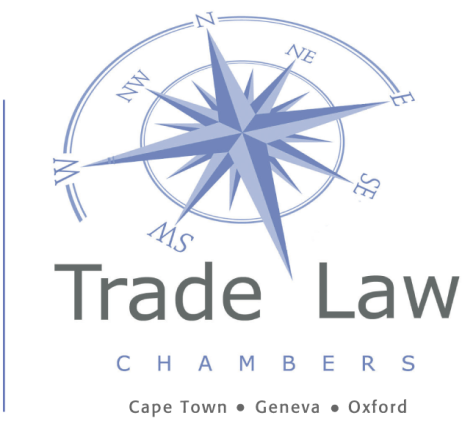 N
NE
NW
E
W
SE
SW
Trade Law
CHAMBERS
Cape Town • Geneva • Oxford